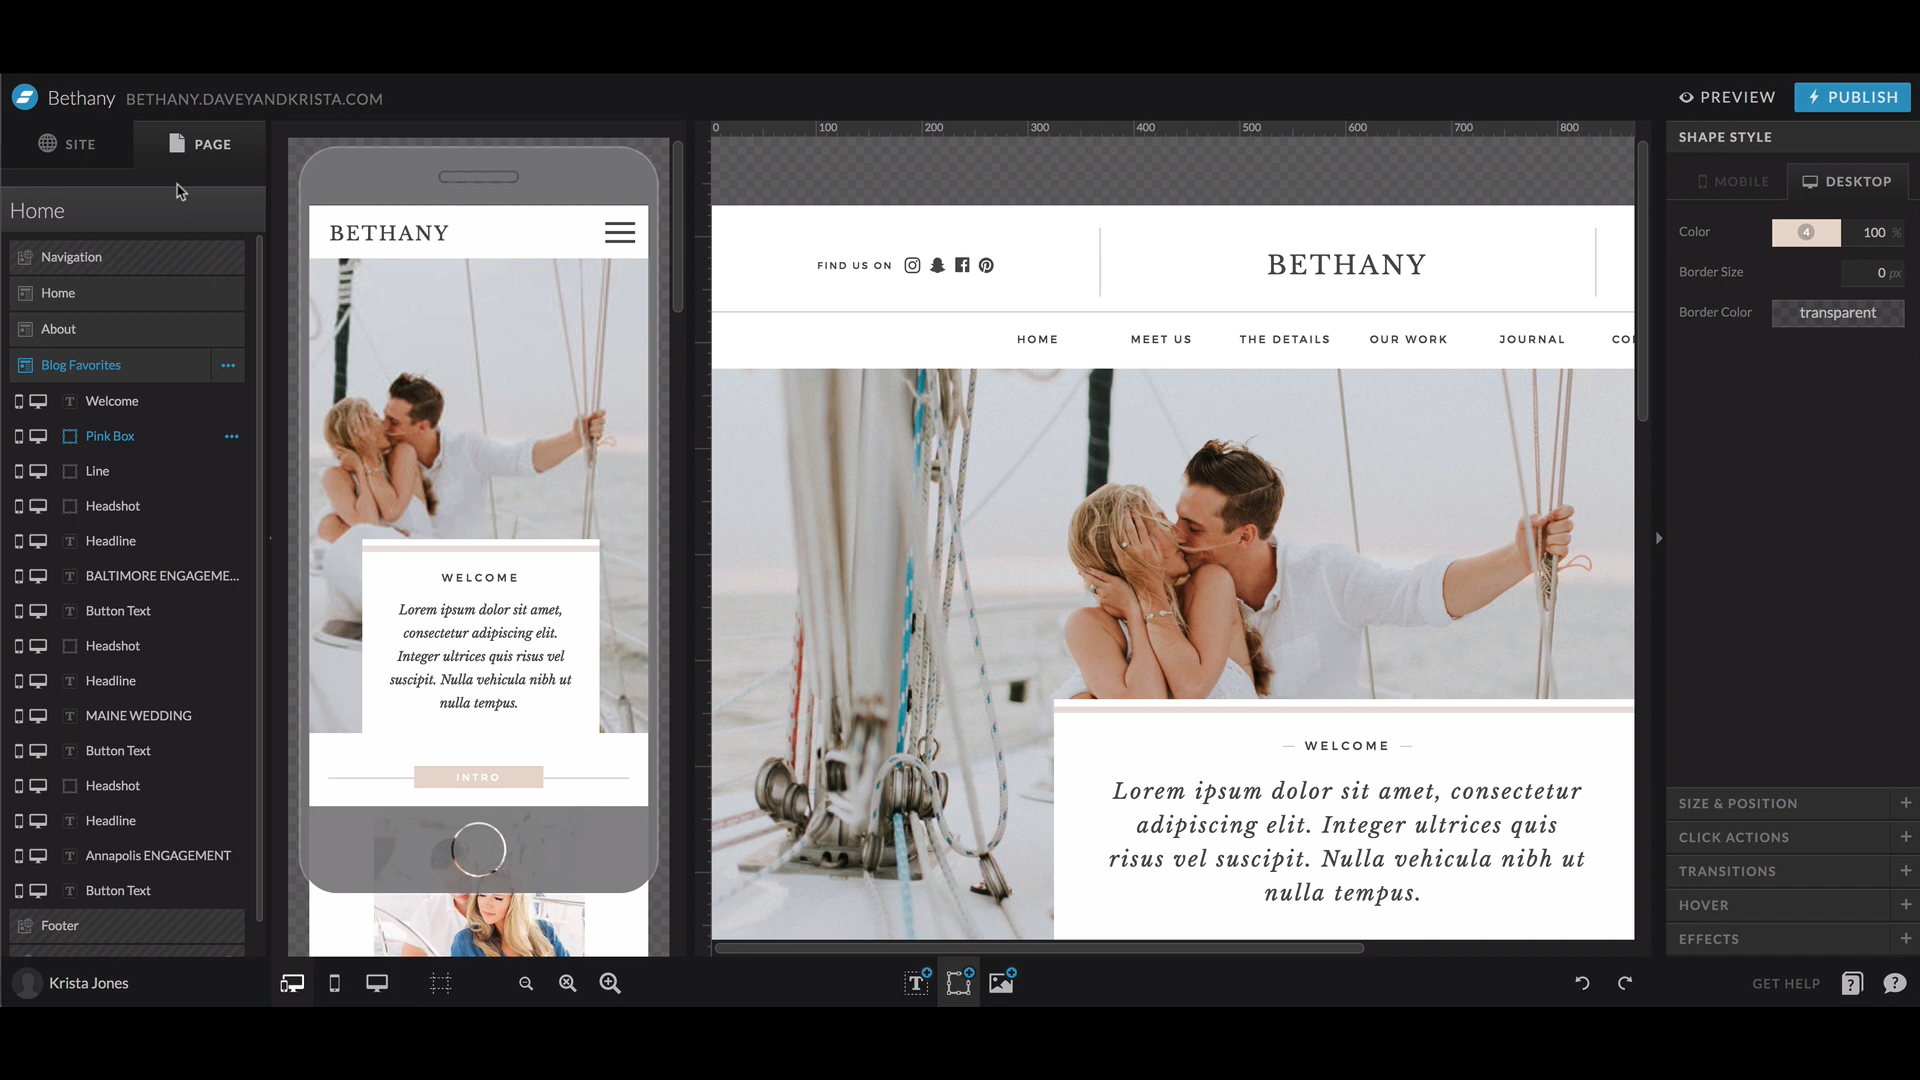 Bethany BETHANY.DAVEYANDKRISTA.COM
PREVIEW
PUBLISH
SITE
PAGE
Home
Navigation
Home
About
Blog Favorites
Welcome
Pink Box
Line
Headshot
Headline
BALTIMORE ENGAGEME...
Button Text
Headshot
Headline
MAINE WEDDING
Button Text
Headshot
Headline
Annapolis ENGAGEMENT
Button Text
Footer
Krista Jones
BETHANY
WELCOME
Lorem ipsum dolor sit amet,
consectetur adipiscing elit.
Integer ultrices quis risus vel
suscipit. Nulla vehicula nibh ut
nulla tempus.
INTRO
0 100 200 300 400 500 600 700 800
FIND US ON
BETHANY
HOME MEET US THE DETAILS OUR WORK JOURNAL
WELCOME
Lorem ipsum dolor sit amet, consectetur
adipiscing elit. Integer ultrices quis
risus vel suscipit. Nulla vehicula nibh ut
nulla tempus.
SHAPE STYLE
MOBILE
DESKTOP
Color 4 100 %
Border Size 0 px
Border Color transparent
SIZE & POSITION +
CLICK ACTIONS +
TRANSITIONS +
HOVER +
EFFECTS +
GET HELP